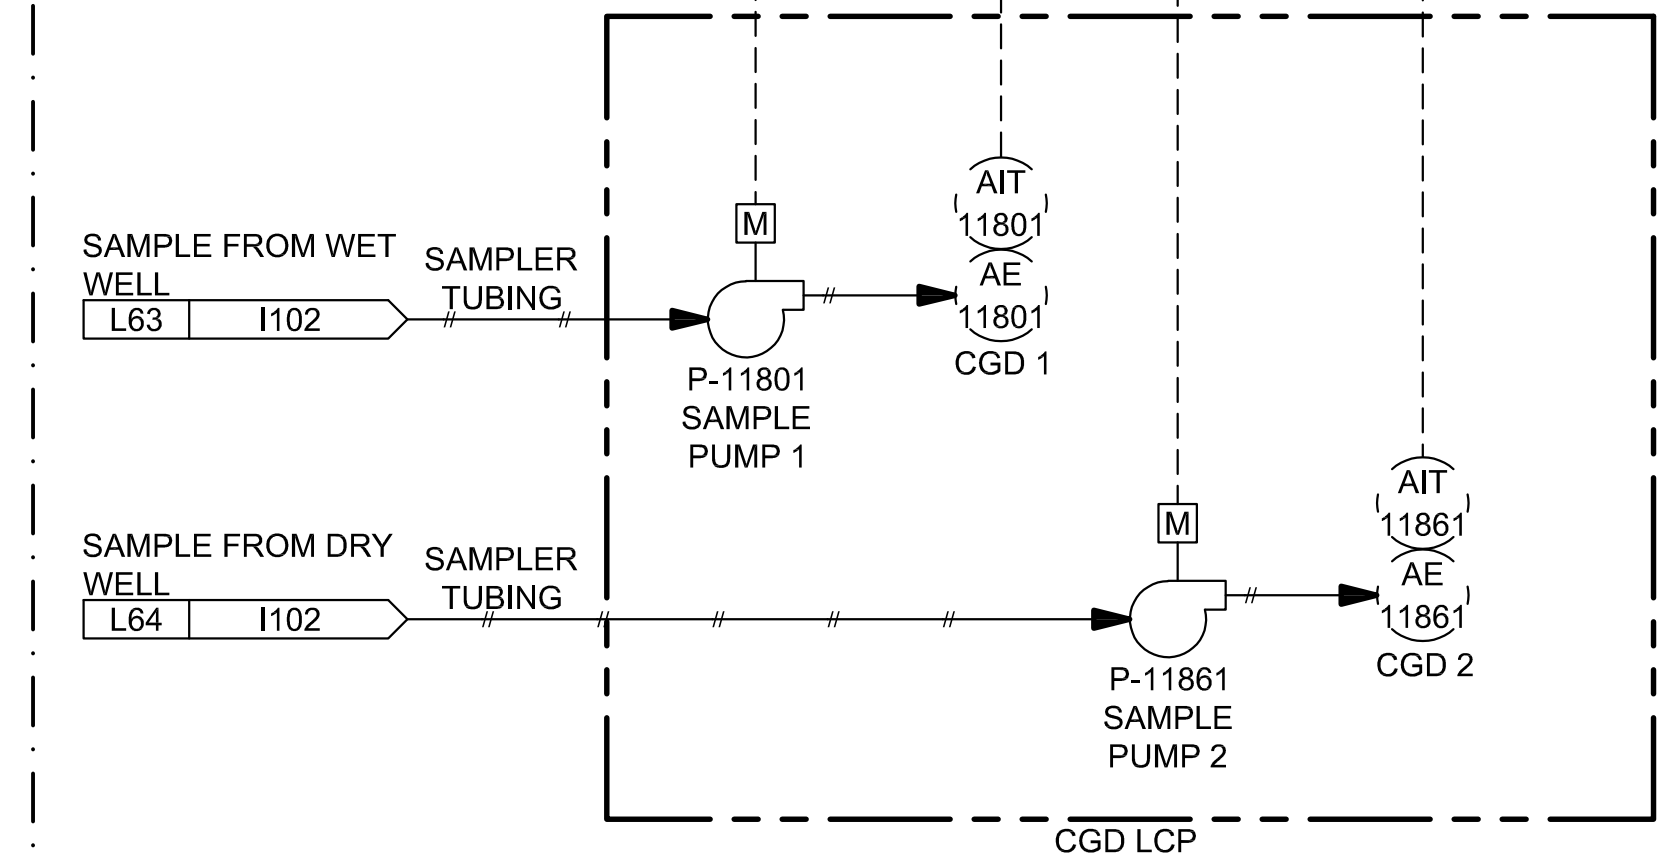 AIT
11801
M
SAMPLE FROM WET
WELL
SAMPLER
TUBING
AE
11801
L63 I102
CGD 1
P-11801
SAMPLE
PUMP 1
AIT
11861
M
SAMPLE FROM DRY
WELL
SAMPLER
TUBING
AE
11861
L64 I102
CGD 2
P-11861
SAMPLE
PUMP 2
CGD LCP